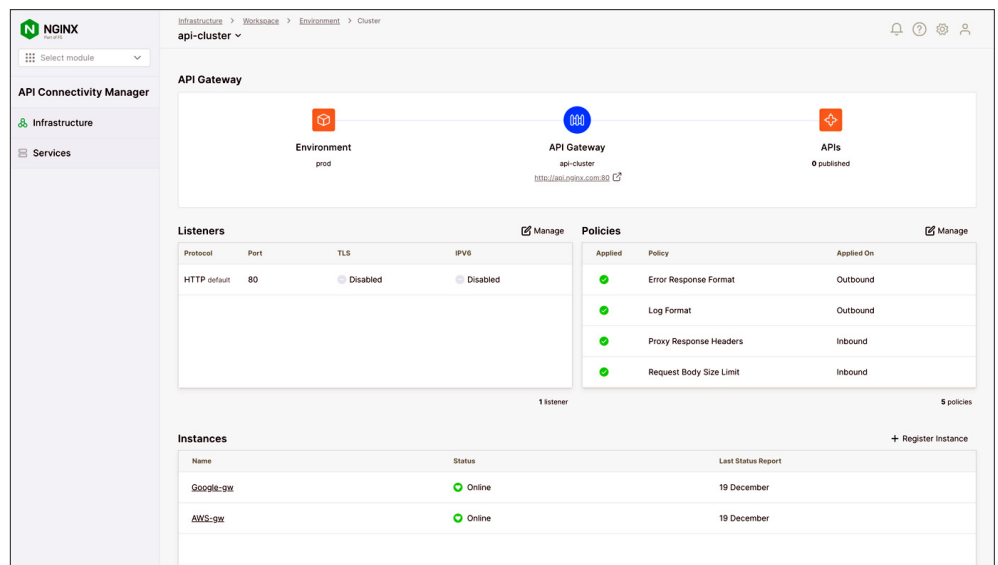 NGINX
Part of F5
Select module
API Connectivity Manager
Infrastructure
Services
Infrastructure > Workspace > Environment > Cluster
api-cluster
API Gateway
Environment
prod
API Gateway
api-cluster
http://api.nginx.com:80
APIs
0 published
Listeners
Manage
Protocol Port TLS IPV6
HTTP default 80 Disabled Disabled
1 listener
Policies
Manage
Applied Policy Applied On
Error Response Format Outbound
Log Format Outbound
Proxy Response Headers Inbound
Request Body Size Limit Inbound
5 policies
Instances
+ Register Instance
Name Status Last Status Report
Google-gw Online 19 December
AWS-gw Online 19 December